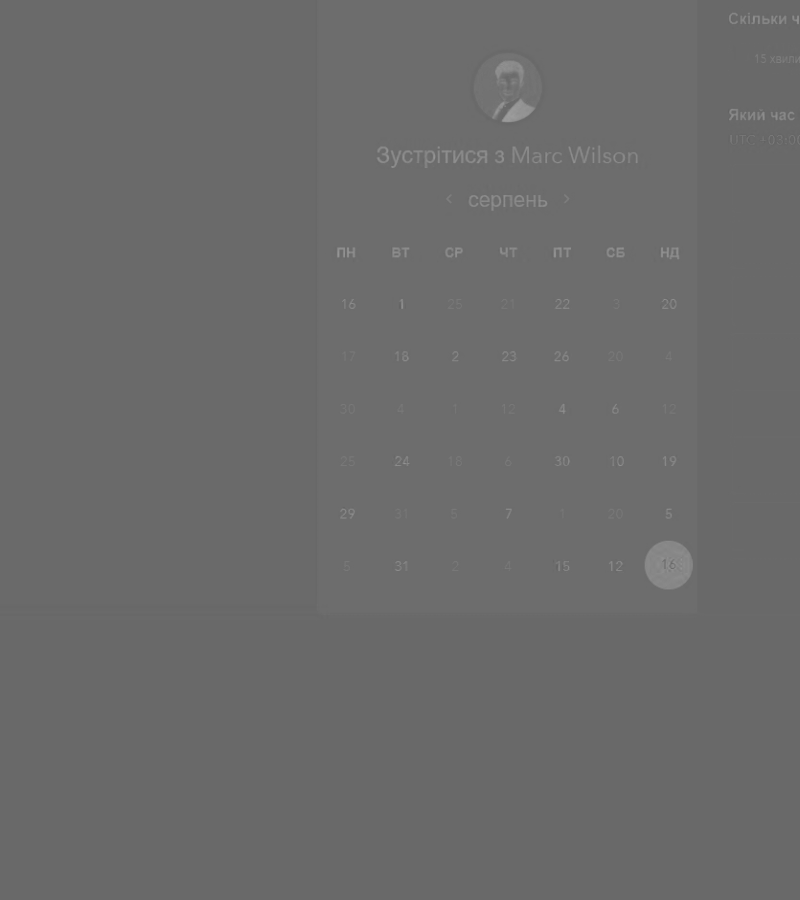 Скільки ч
15 хвили
Який час
UTC +03:00
Зустрітися з Marc Wilson
серпень
ПН ВТ СР ЧТ ПТ СБ НД
16 1 25 21 22 3 20
17 18 2 23 26 20 4
30 4 1 12 4 6 12
25 24 18 6 30 10 19
29 31 5 7 1 20 5
5 31 2 4 15 12 16